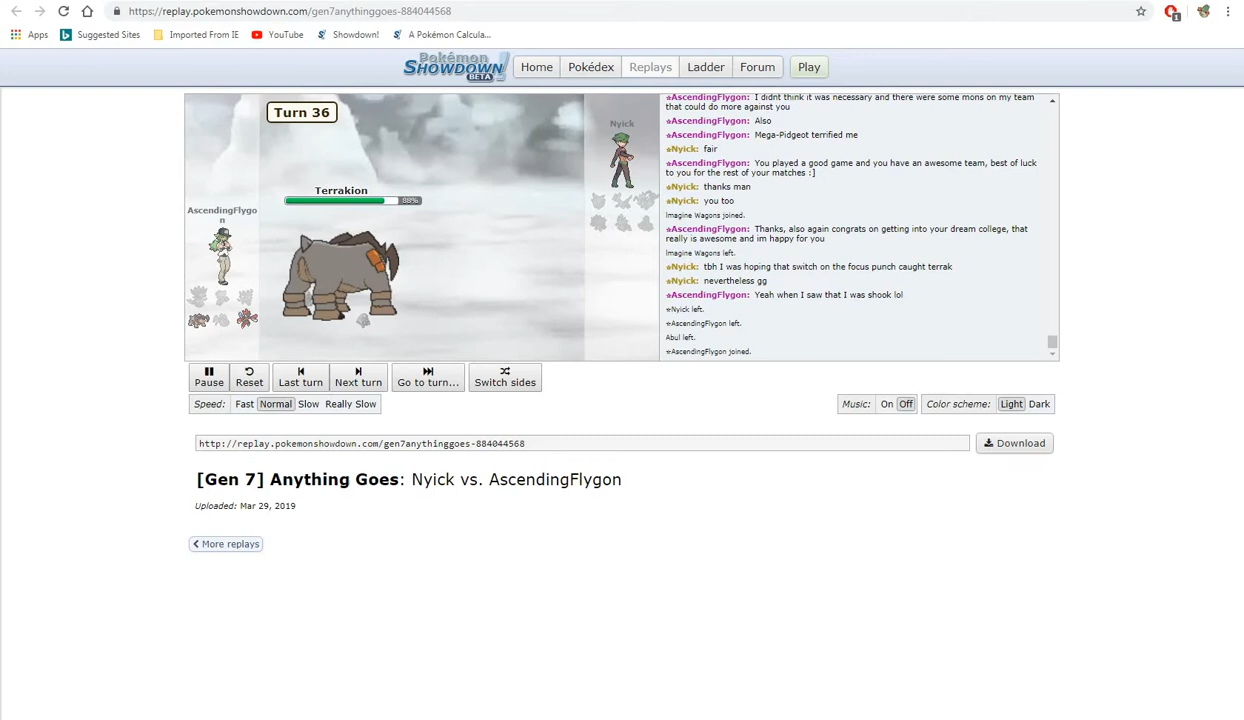 https://replay.pokemonshowdown.com/gen7anythinggoes-884044568
1
Apps
Suggested Sites
Imported From IE
YouTube
Showdown!
A Pokémon Calcula...
Pokémon
SHOWDOWN!
BETA
Home
Pokédex
Replays
Ladder
Forum
Play
Turn 36
Terrakion
88%
AscendingFlygo
n
Nyick
☆AscendingFlygon: I didnt think it was necessary and there were some mons on my team
that could do more against you
☆AscendingFlygon: Also
☆AscendingFlygon: Mega-Pidgeot terrified me
☆Nyick: fair
☆AscendingFlygon: You played a good game and you have an awesome team, best of luck
to you for the rest of your matches :]
☆Nyick: thanks man
☆Nyick: you too
Imagine Wagons joined.
☆AscendingFlygon: Thanks, also again congrats on getting into your dream college, that
really is awesome and im happy for you
Imagine Wagons left.
☆Nyick: tbh I was hoping that switch on the focus punch caught terrak
☆Nyick: nevertheless gg
☆AscendingFlygon: Yeah when I saw that I was shook lol
☆Nyick left.
☆AscendingFlygon left.
Abul left.
☆AscendingFlygon joined.
Pause
Reset
Last turn
Next turn
Go to turn...
Switch sides
Speed: Fast Normal Slow Really Slow
Music: On Off
Color scheme: Light Dark
http://replay.pokemonshowdown.com/gen7anythinggoes-884044568
Download
[Gen 7] Anything Goes: Nyick vs. AscendingFlygon
Uploaded: Mar 29, 2019
More replays